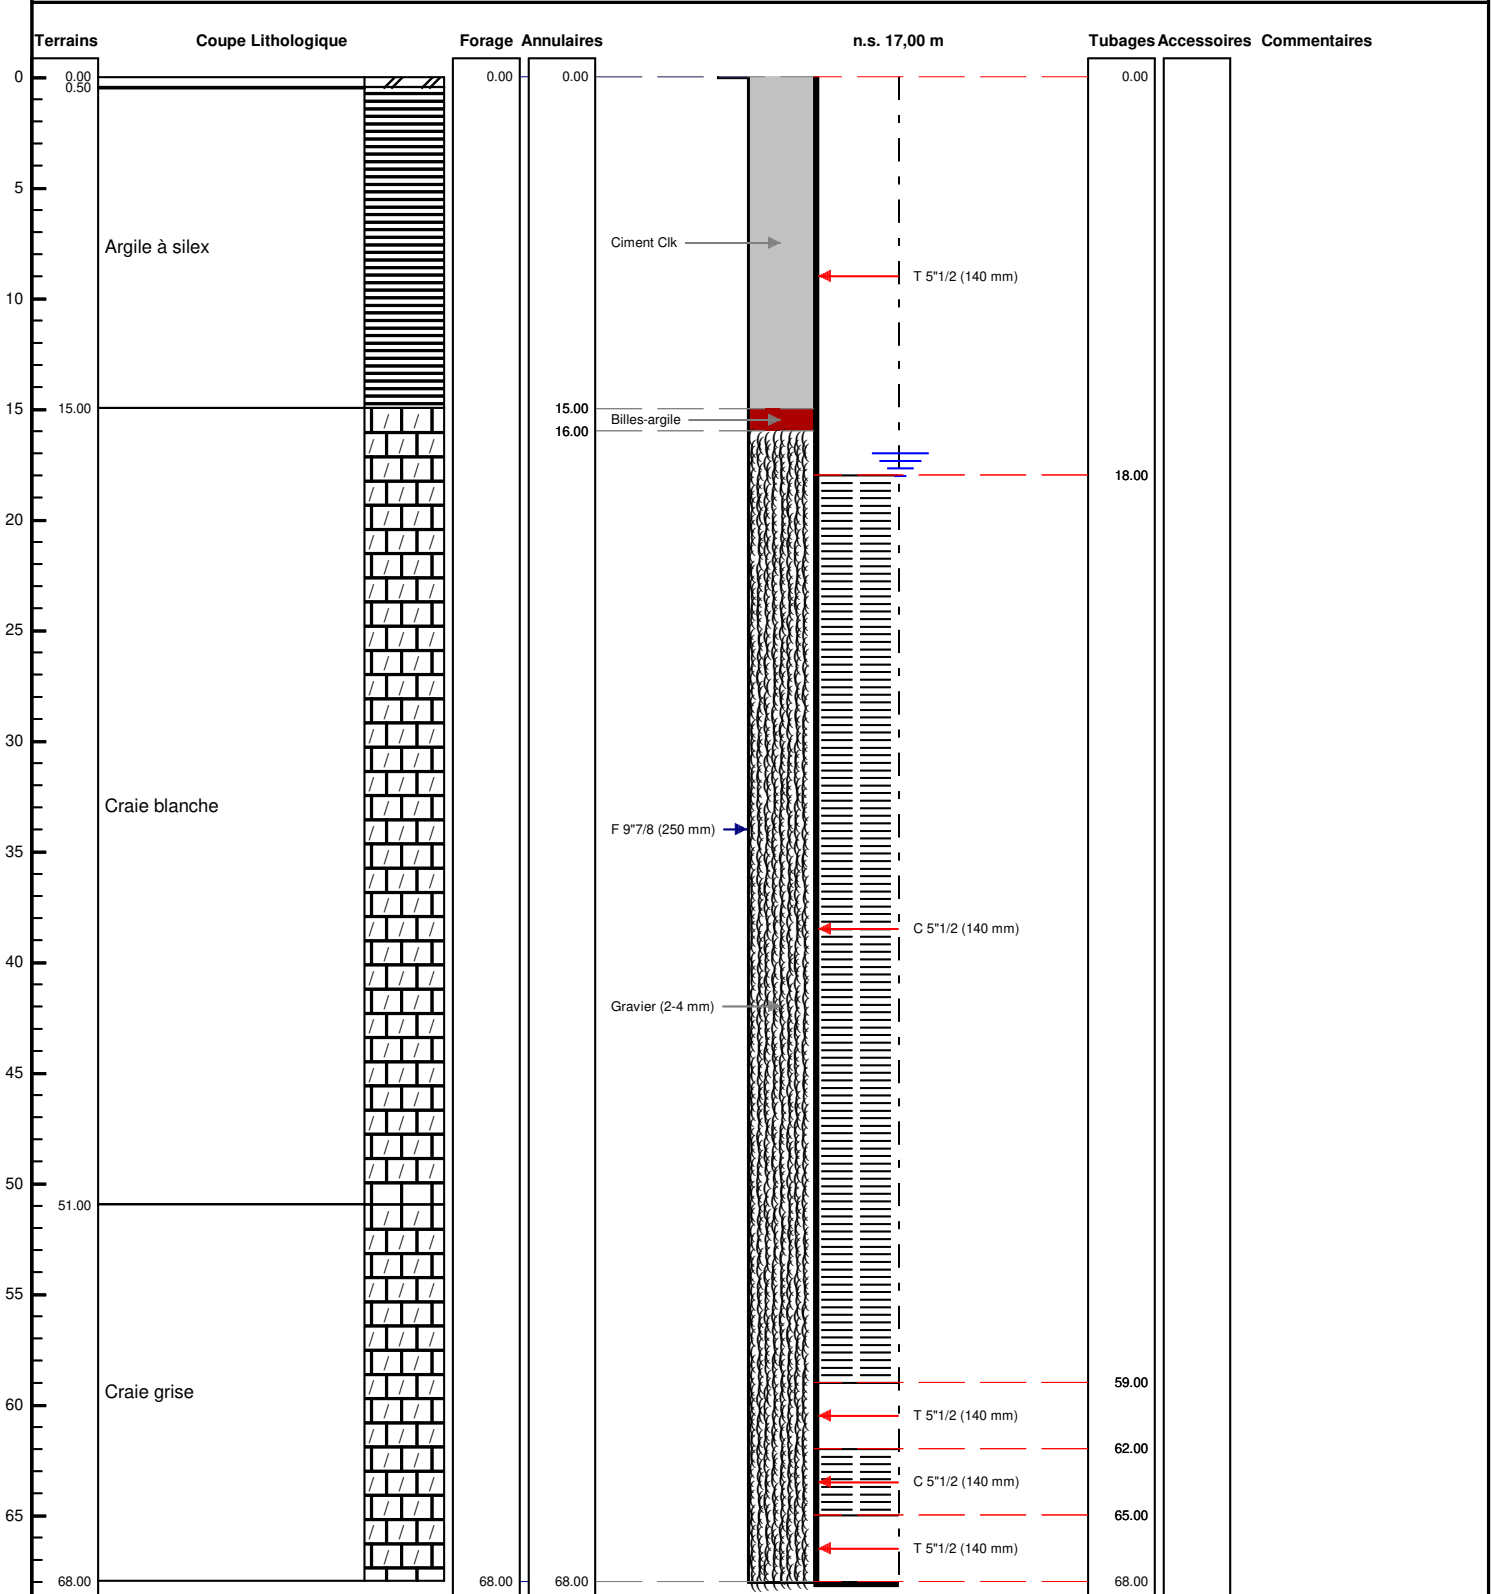 Terrains Coupe Lithologique Forage Annulaires n.s. 17,00 m Tubages Accessoires Commentaires
0 0.00 0.00 0.00 0.00
0.50
5
Argile à silex Ciment Clk
T 5"1/2 (140 mm)
10
15 15.00 15.00
Billes-argile
16.00
18.00
20
25
30
Craie blanche
F 9"7/8 (250 mm)
35
C 5"1/2 (140 mm)
40
Gravier (2-4 mm)
45
50
51.00
55
59.00
Craie grise
60
T 5"1/2 (140 mm)
62.00
C 5"1/2 (140 mm)
65 65.00
T 5"1/2 (140 mm)
68.00 68.00 68.00 68.00